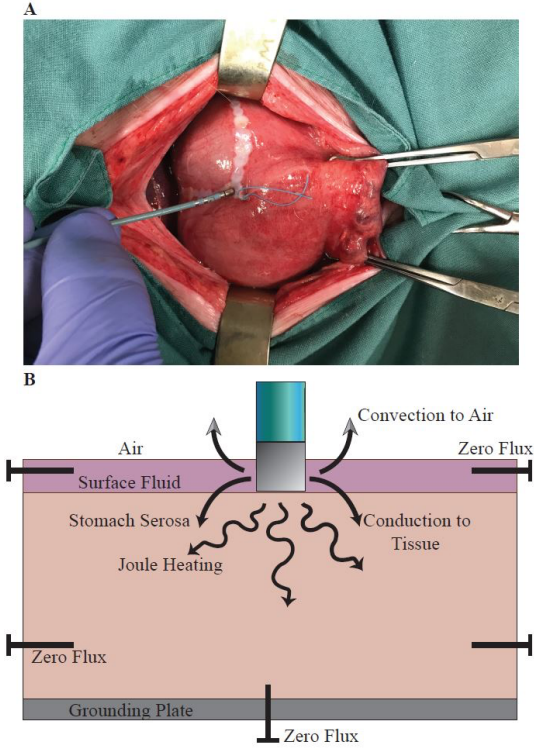 A
B
Convection to Air
Air
Zero Flux
Surface Fluid
Stomach Serosa
Conduction to
Tissue
Joule Heating
Zero Flux
Grounding Plate
Zero Flux